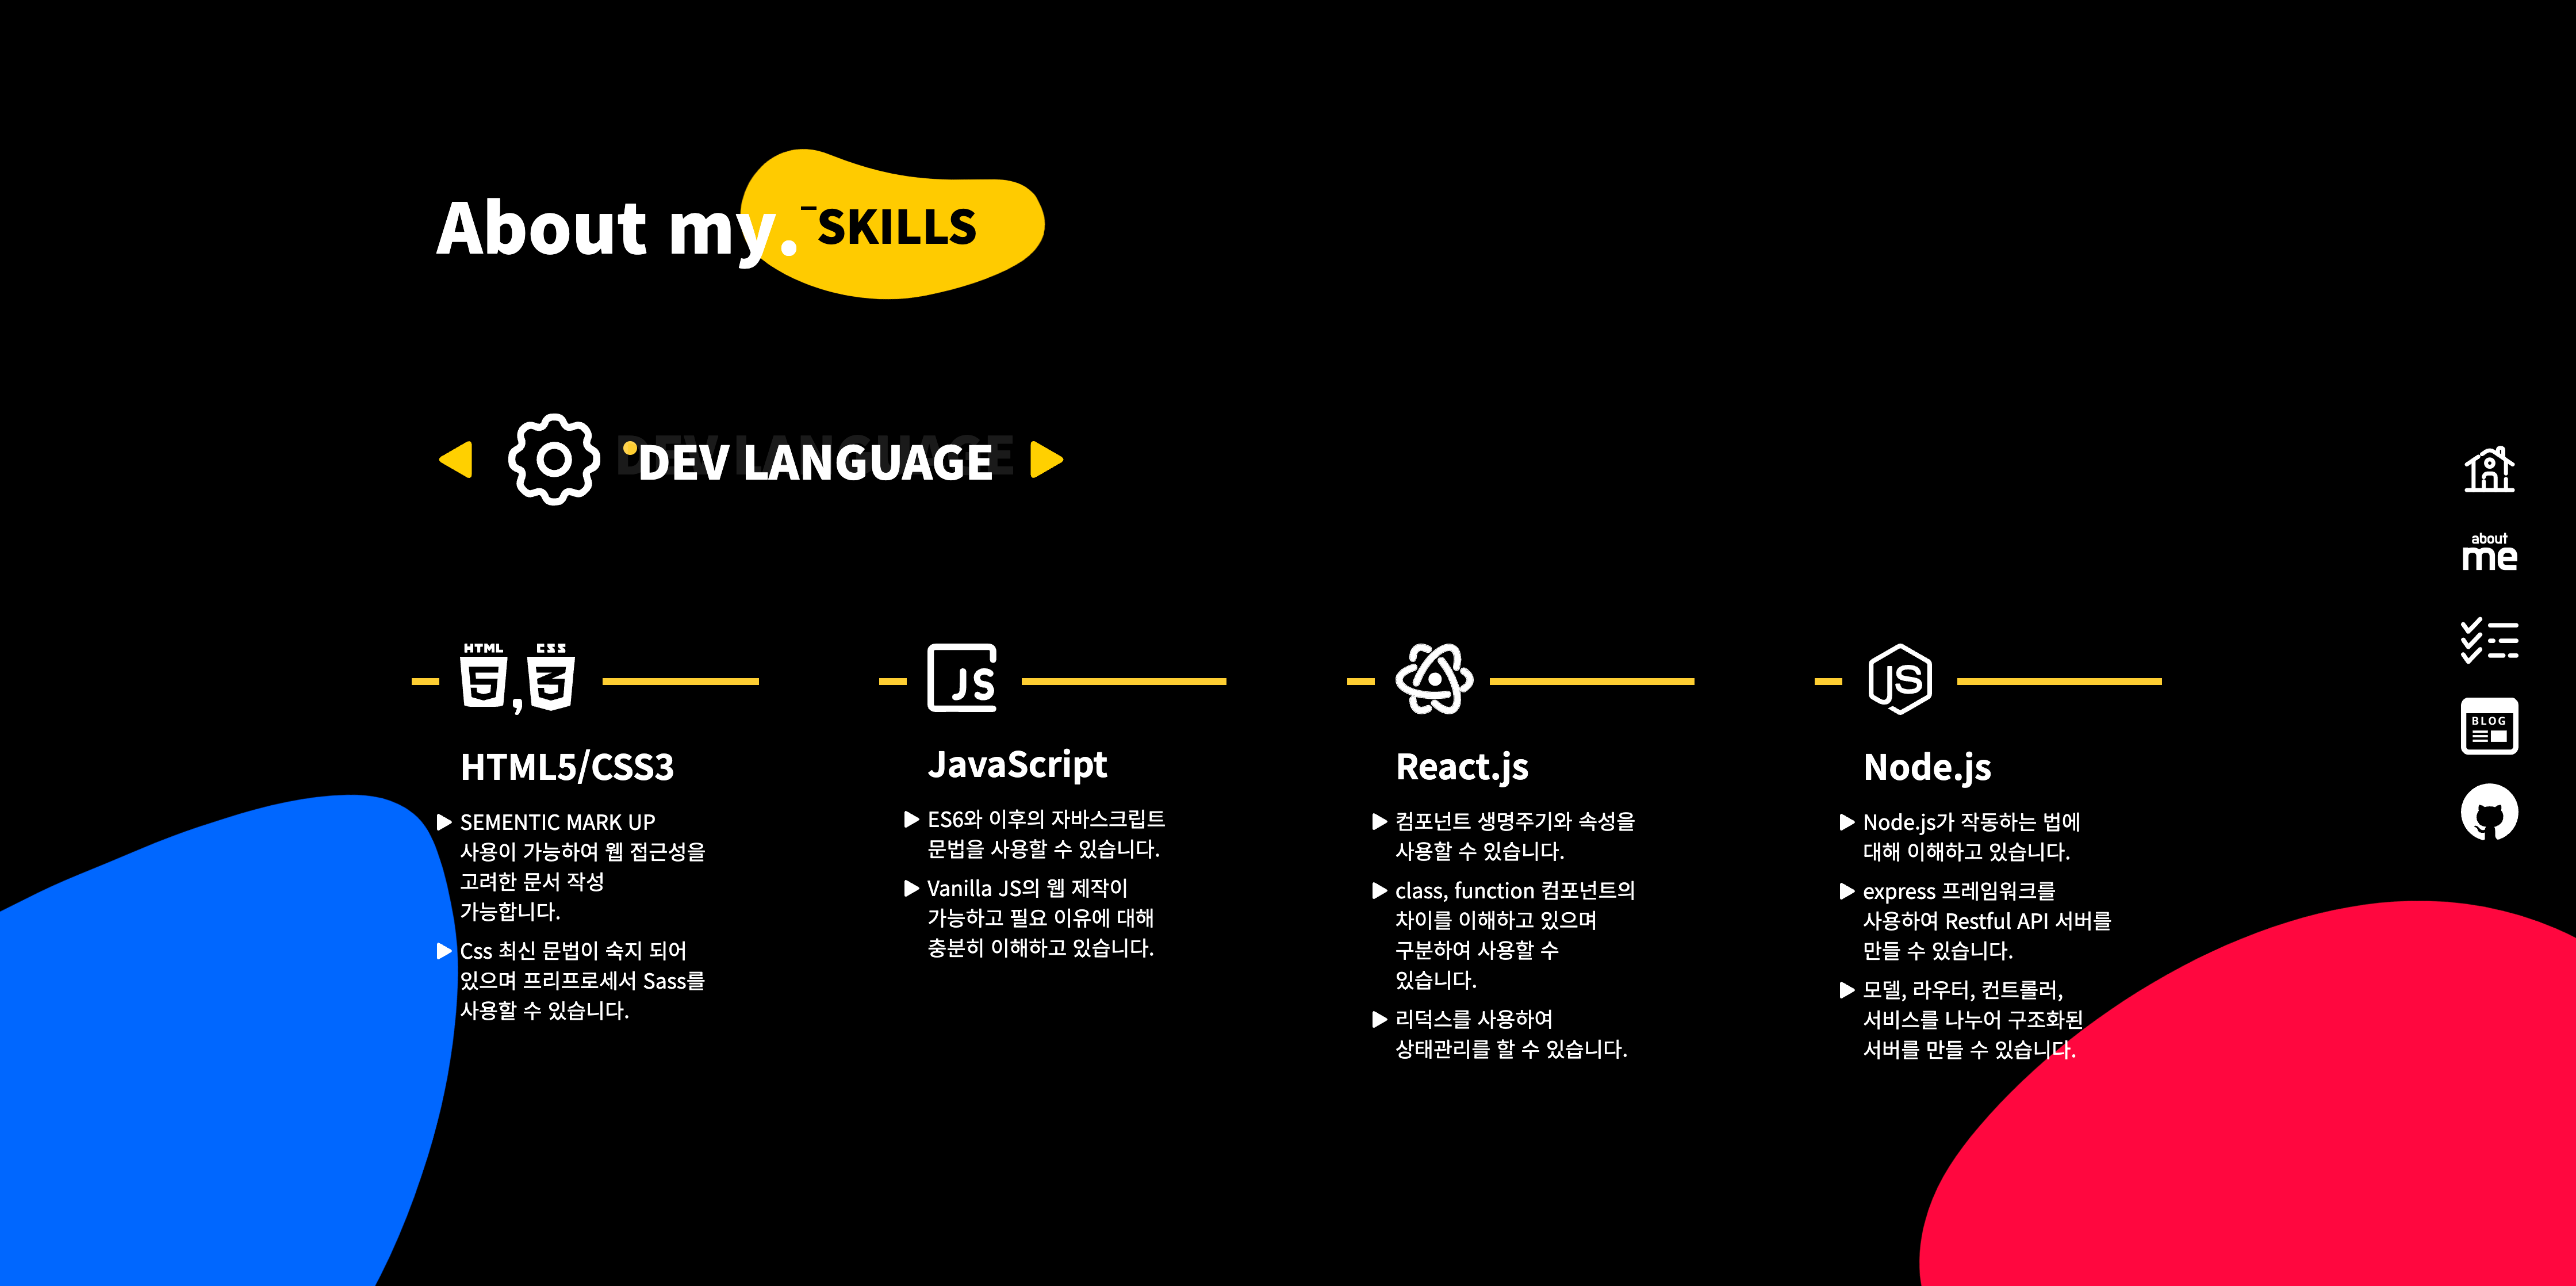 About my.
SKILLS
DEV LANGUAGE
HTML
CSS
JS
JS
HTML5/CSS3
SEMENTIC MARK UP
사용이 가능하여 웹 접근성을
고려한 문서 작성
가능합니다.
Css 최신 문법이 숙지 되어
있으며 프리프로세서 Sass를
사용할 수 있습니다.
JavaScript
ES6와 이후의 자바스크립트
문법을 사용할 수 있습니다.
Vanilla JS의 웹 제작이
가능하고 필요 이유에 대해
충분히 이해하고 있습니다.
React.js
컴포넌트 생명주기와 속성을
사용할 수 있습니다.
class, function 컴포넌트의
차이를 이해하고 있으며
구분하여 사용할 수
있습니다.
리덕스를 사용하여
상태관리를 할 수 있습니다.
Node.js
Node.js가 작동하는 법에
대해 이해하고 있습니다.
express 프레임워크를
사용하여 Restful API 서버를
만들 수 있습니다.
모델, 라우터, 컨트롤러,
서비스를 나누어 구조화된
서버를 만들 수 있습니다.
about
me
BLOG